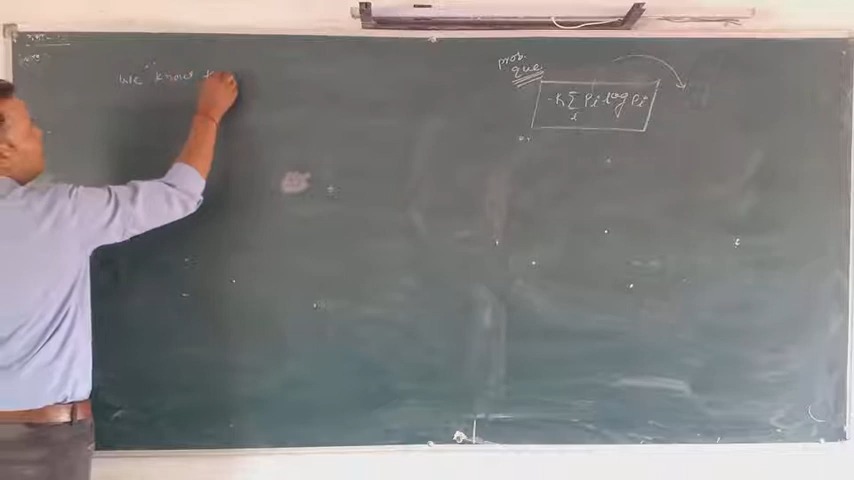 We know
prob.
que.
-k Σ Pi log Pi
i